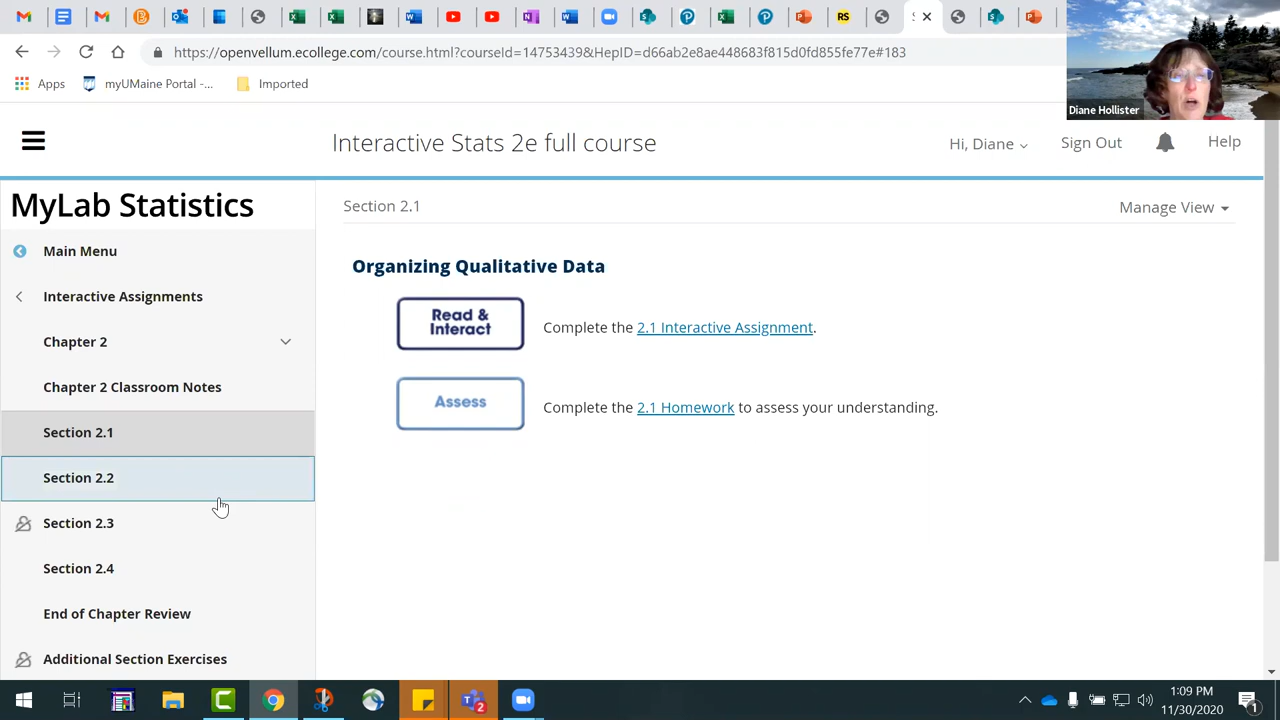 https://openvellum.ecollege.com/course.html?courseId=14753439&HepID=d66ab2e8ae448683f815d0fd855fe77e#183
Apps
myUMaine Portal -...
Imported
Diane Hollister
Interactive Stats 2e full course
Hi, Diane
Sign Out
Help
MyLab Statistics
Main Menu
Interactive Assignments
Chapter 2
Chapter 2 Classroom Notes
Section 2.1
Section 2.2
Section 2.3
Section 2.4
End of Chapter Review
Additional Section Exercises
Section 2.1
Manage View
Organizing Qualitative Data
Read &
Interact
Complete the 2.1 Interactive Assignment.
Assess
Complete the 2.1 Homework to assess your understanding.
1:09 PM
11/30/2020